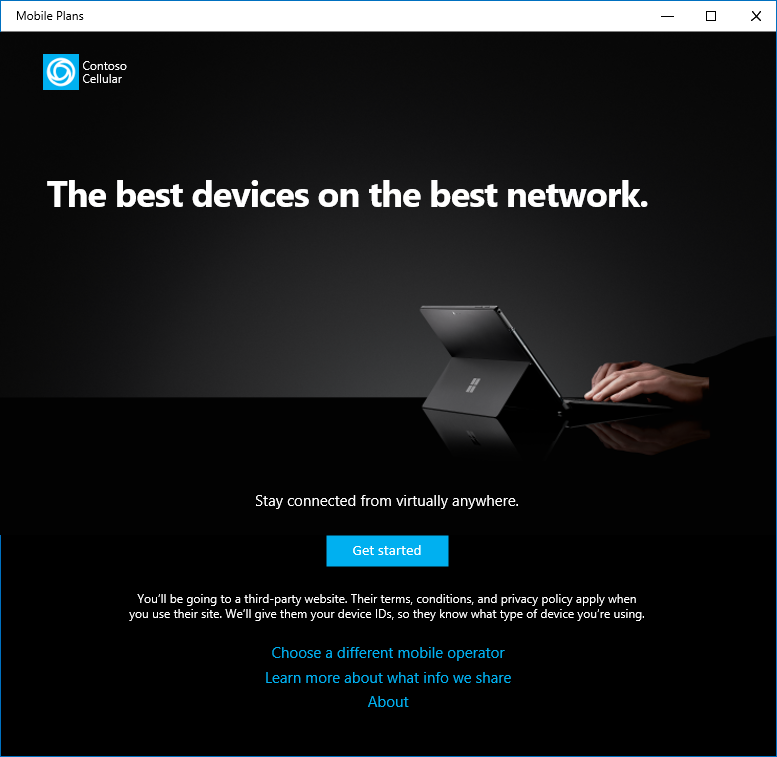 Mobile Plans
Contoso
Cellular
The best devices on the best network.
Stay connected from virtually anywhere.
Get started
You’ll be going to a third-party website. Their terms, conditions, and privacy policy apply when
you use their site. We’ll give them your device IDs, so they know what type of device you’re using.
Choose a different mobile operator
Learn more about what info we share
About